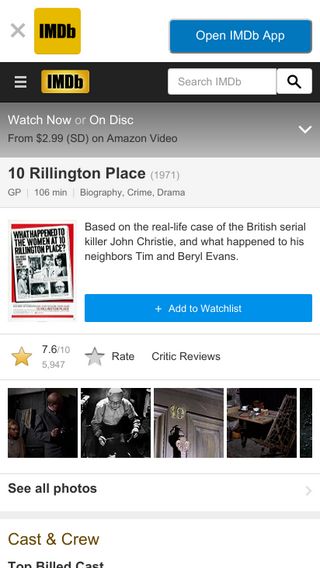 IMDb
Open IMDb App
IMDb
Search IMDb
Watch Now or On Disc
From $2.99 (SD) on Amazon Video
10 Rillington Place (1971)
GP | 106 min | Biography, Crime, Drama
WHAT HAPPENED TO
THE WOMEN AT 10
RILLINGTON PLACE?
Based on the real-life case of the British serial
killer John Christie, and what happened to his
neighbors Tim and Beryl Evans.
+ Add to Watchlist
7.6/10
5,947
Rate
Critic Reviews
10
See all photos
Cast & Crew
Top Billed Cast